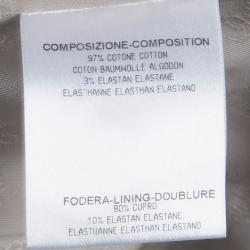 COMPOSIZIONE-COMPOSITION
97% COTONE COTTON
COTON BAUMWOLLE ALGODON
3% ELASTAN ELASTANE
ELASTHANNE ELASTHAN ELASTANO
FODERA-LINING-DOUBLURE
90% CUPRO
10% ELASTAN ELASTANE
ELASTHANNE ELASTHAN ELASTANO